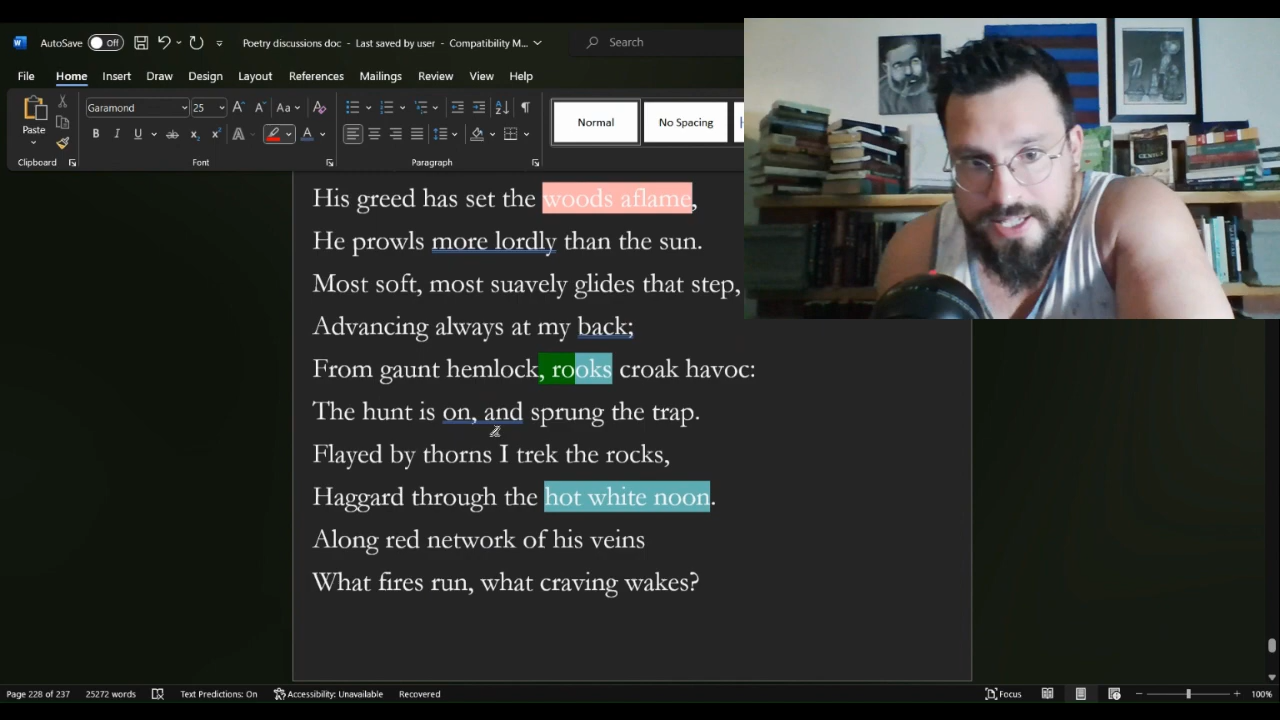 AutoSave Off Poetry discussions doc - Last saved by user - Compatibility M... Search
File Home Insert Draw Design Layout References Mailings Review View Help
Paste Garamond 25 Aa Normal No Spacing
B I U ab x₂ x² A A
Clipboard Font Paragraph
His greed has set the woods aflame,
He prowls more lordly than the sun.
Most soft, most suavely glides that step,
Advancing always at my back;
From gaunt hemlock, rooks croak havoc:
The hunt is on, and sprung the trap.
Flayed by thorns I trek the rocks,
Haggard through the hot white noon.
Along red network of his veins
What fires run, what craving wakes?
Page 228 of 237 25272 words Text Predictions: On Accessibility: Unavailable Recovered Focus 100%